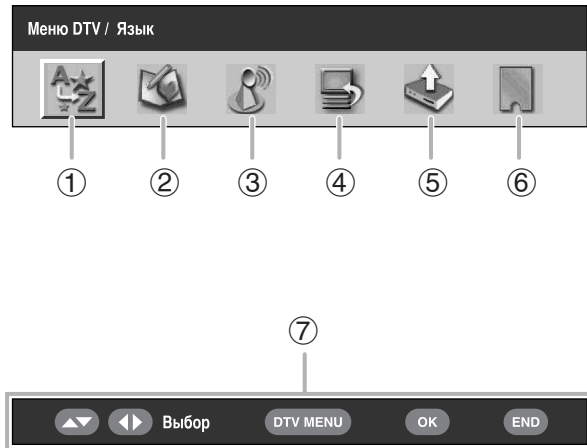 Меню DTV / Язык
A Z
① ② ③ ④ ⑤ ⑥
⑦
Выбор DTV MENU OK END